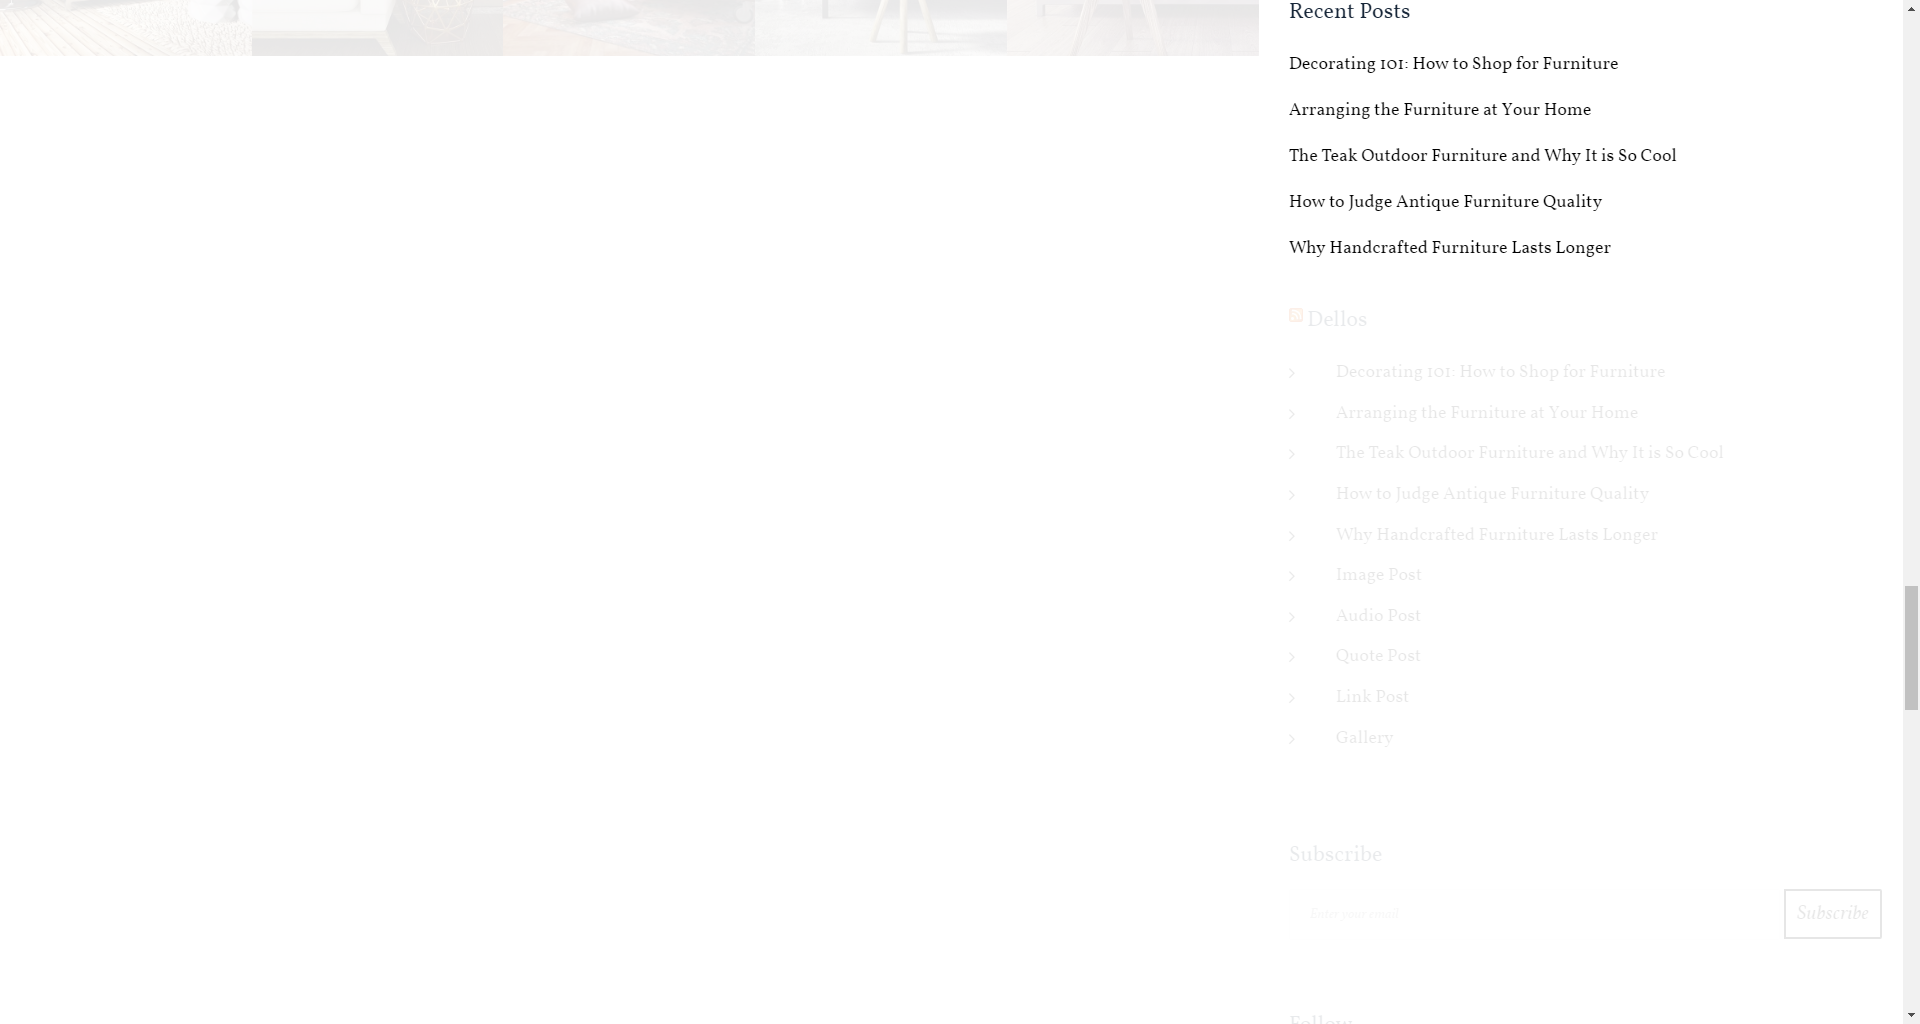 Recent Posts
Decorating 101: How to Shop for Furniture
Arranging the Furniture at Your Home
The Teak Outdoor Furniture and Why It is So Cool
How to Judge Antique Furniture Quality
Why Handcrafted Furniture Lasts Longer
Dellos
Decorating 101: How to Shop for Furniture
Arranging the Furniture at Your Home
The Teak Outdoor Furniture and Why It is So Cool
How to Judge Antique Furniture Quality
Why Handcrafted Furniture Lasts Longer
Image Post
Audio Post
Quote Post
Link Post
Gallery
Subscribe
Enter your email
Subscribe
Follow